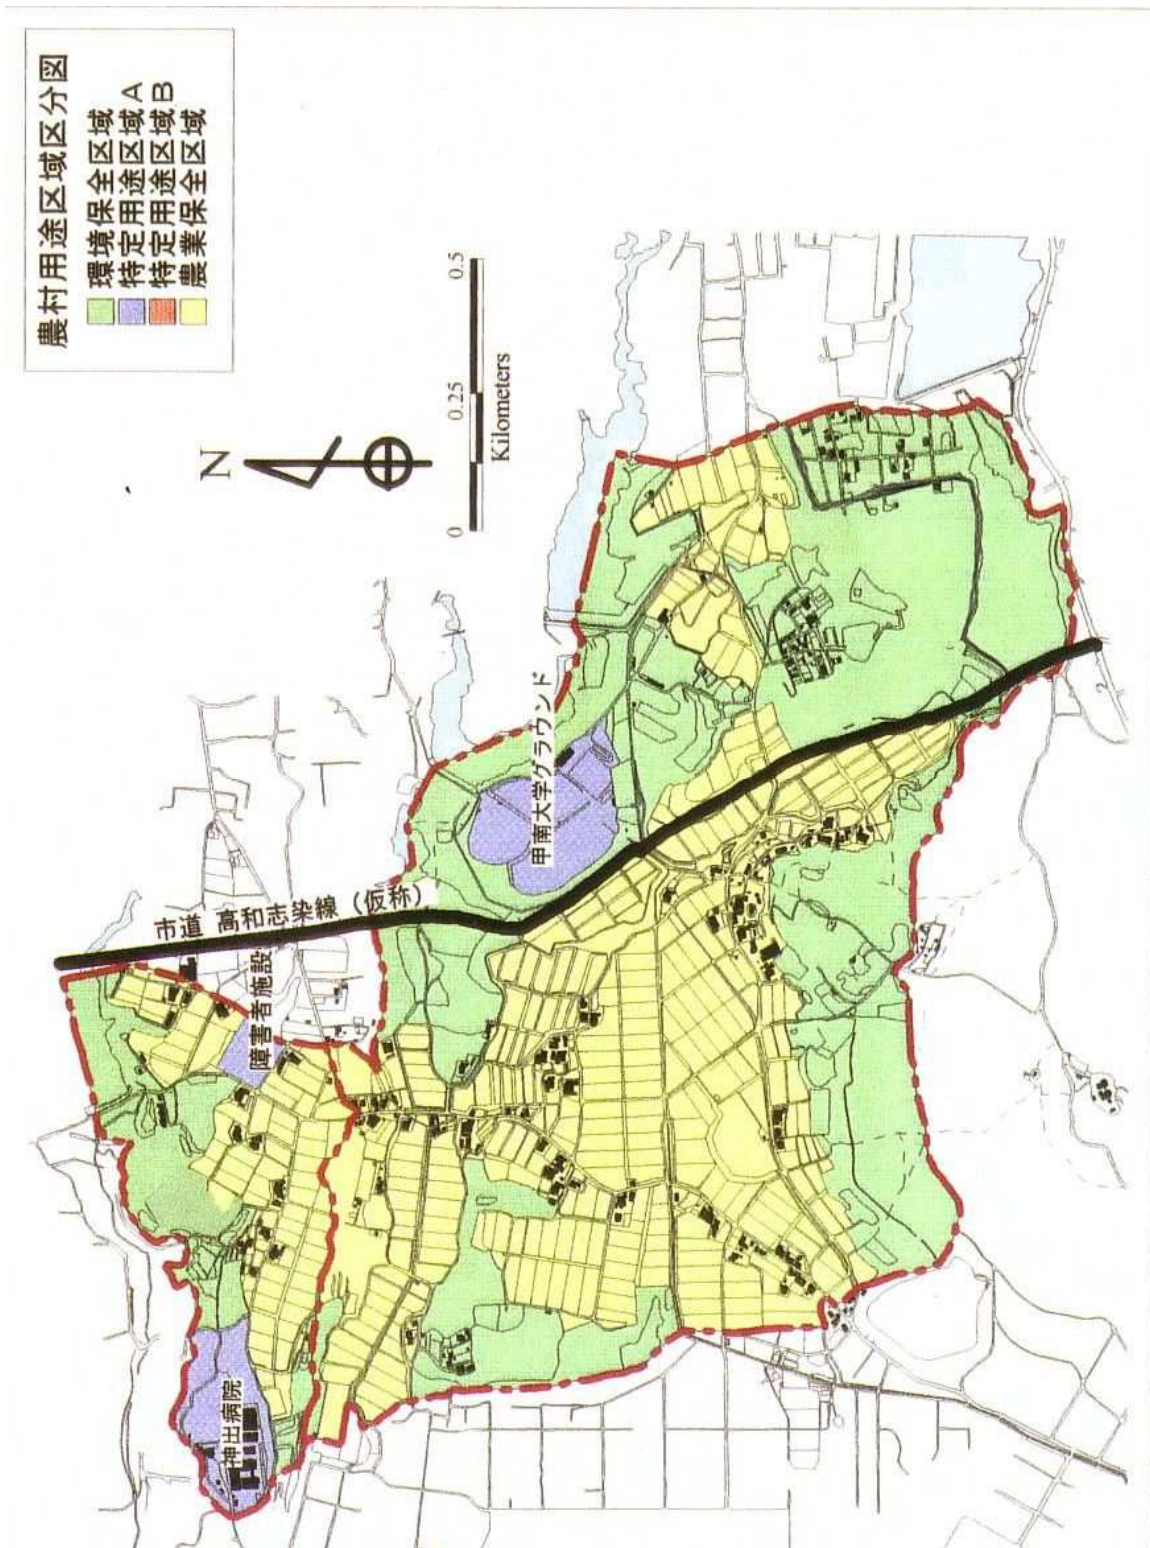 農村用途区域区分図
環境保全区域
特定用途区域A
特定用途区域B
農業保全区域
N
0 0.25 0.5
Kilometers
市道 高和志染線（仮称）
障害者施設
甲南大学グラウンド
神出病院